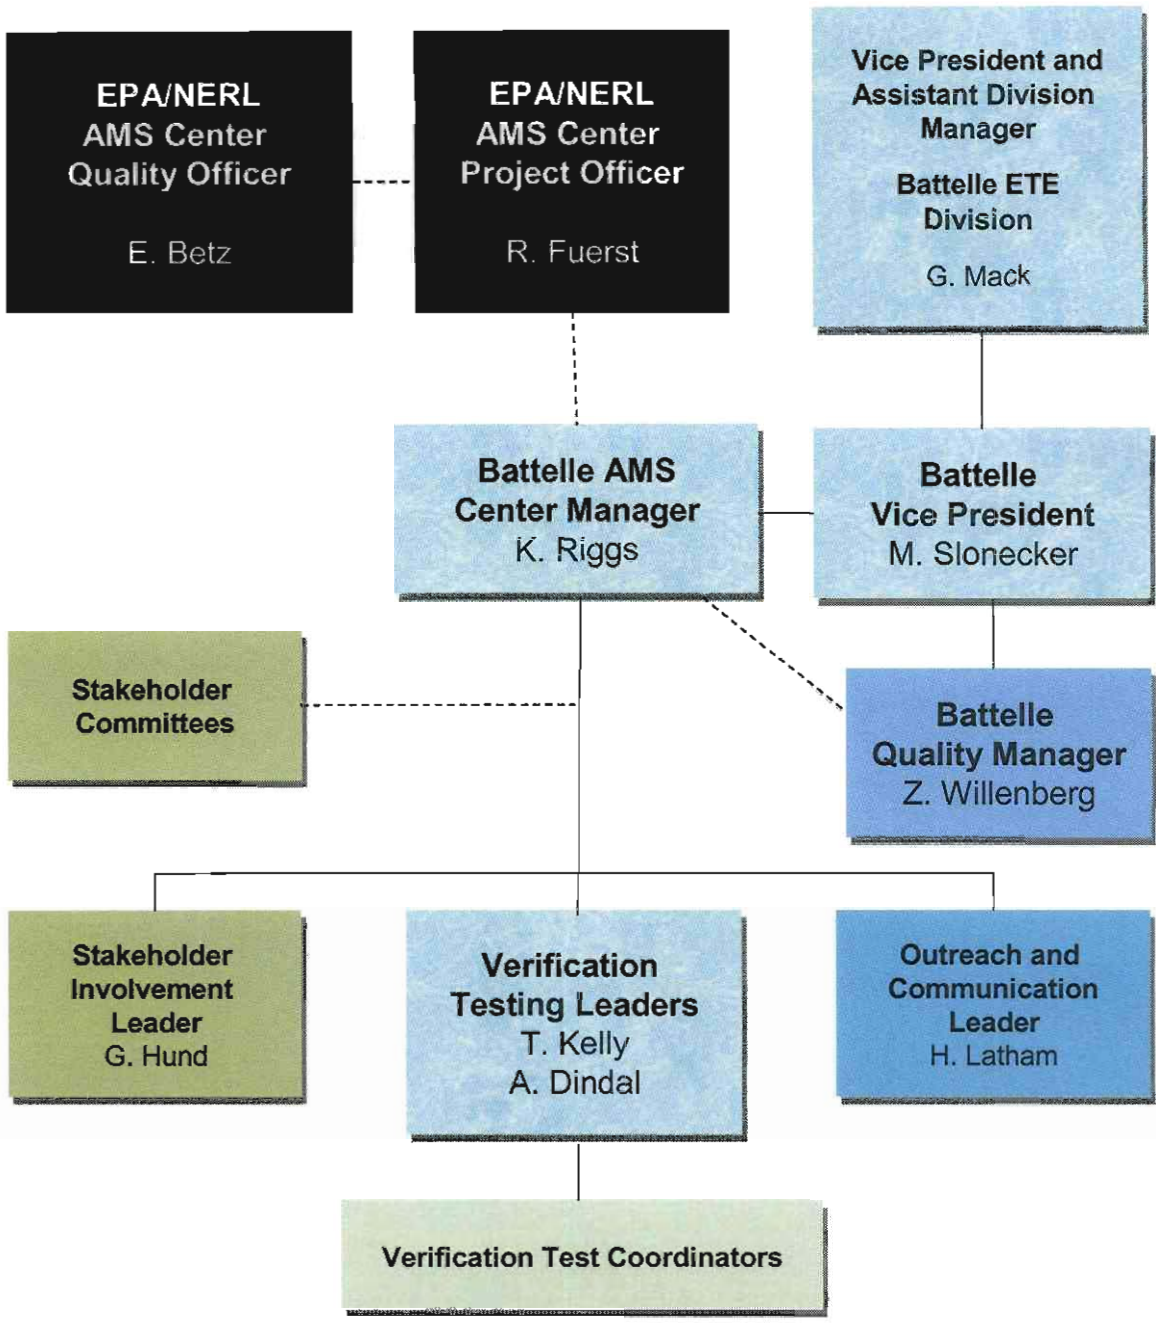 EPA/NERL
AMS Center
Quality Officer
E. Betz
EPA/NERL
AMS Center
Project Officer
R. Fuerst
Vice President and
Assistant Division
Manager
Battelle ETE
Division
G. Mack
Battelle AMS
Center Manager
K. Riggs
Battelle
Vice President
M. Slonecker
Stakeholder
Committees
Battelle
Quality Manager
Z. Willenberg
Stakeholder
Involvement
Leader
G. Hund
Verification
Testing Leaders
T. Kelly
A. Dindal
Outreach and
Communication
Leader
H. Latham
Verification Test Coordinators